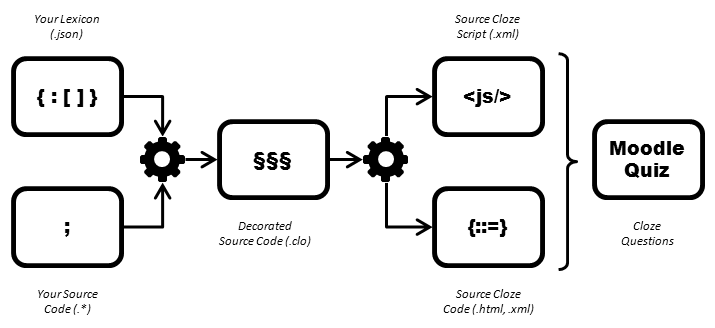 Your Lexicon
(.json)
{ : [ ] }
;
Your Source
Code (.*)
§§§
Decorated
Source Code (.clo)
Source Cloze
Script (.xml)
<js/>
{::=}
Source Cloze
Code (.html, .xml)
Moodle
Quiz
Cloze
Questions